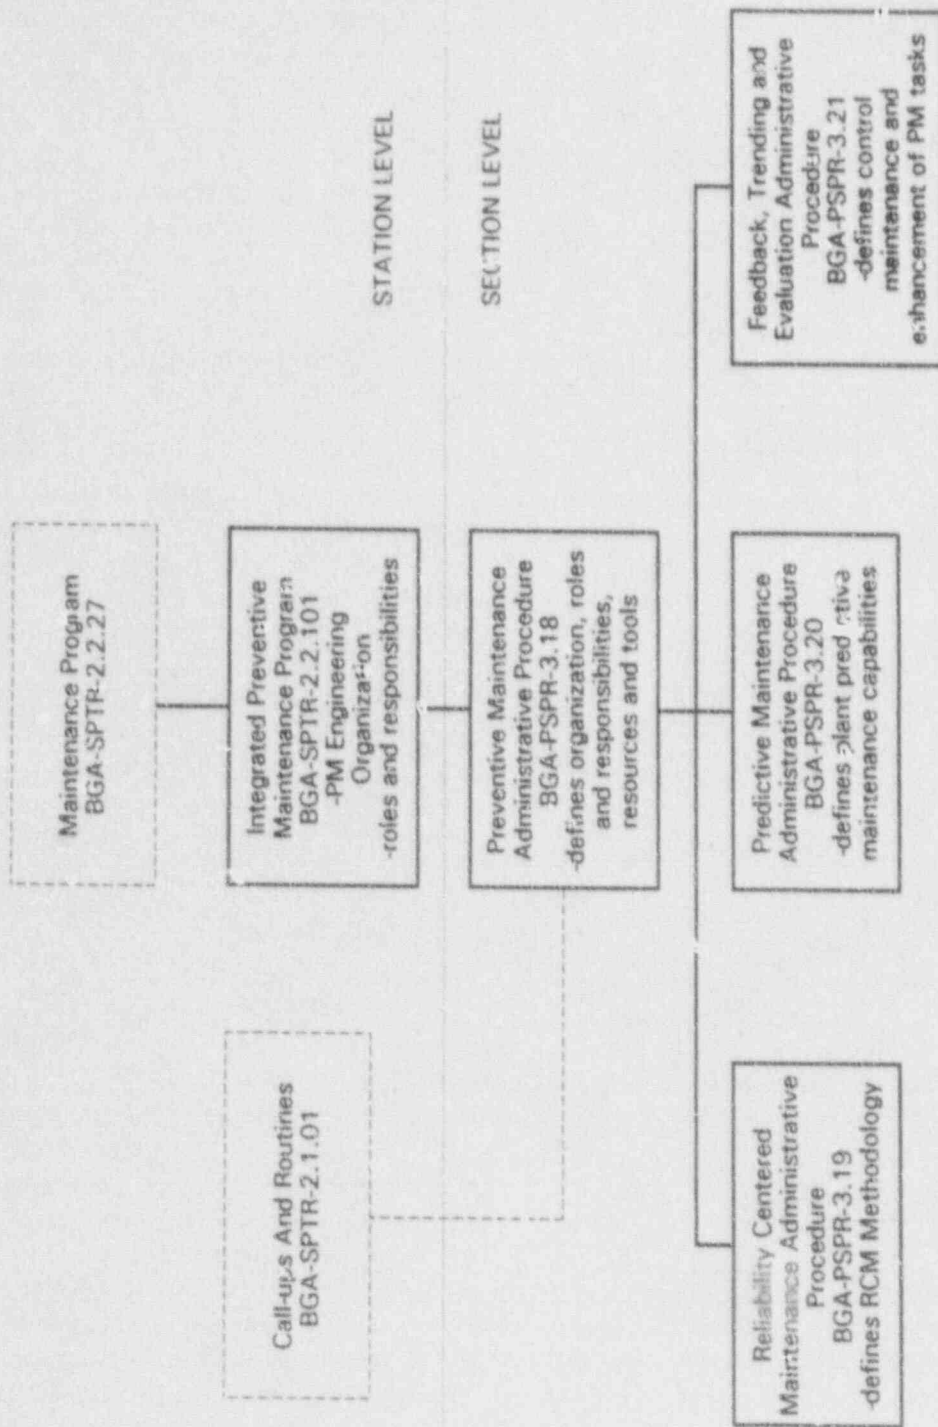 Maintenance Program
BGA-SPTR-2.2.27
Call-ups And Routines
BGA-SPTR-2.1.01
Integrated Preventive
Maintenance Program
BGA-SPTR-2.2.101
-PM Engineering
Organization
-roles and responsibilities
STATION LEVEL
SECTION LEVEL
Preventive Maintenance
Administrative Procedure
BGA-PSPR-3.18
-defines organization, roles
and responsibilities,
resources and tools
Reliability Centered
Maintenance Administrative
Procedure
BGA-PSPR-3.19
-defines RCM Methodology
Predictive Maintenance
Administrative Procedure
BGA-PSPR-3.20
-defines plant predictive
maintenance capabilities
Feedback, Trending and
Evaluation Administrative
Procedure
BGA-PSPR-3.21
-defines control
maintenance and
enhancement of PM tasks